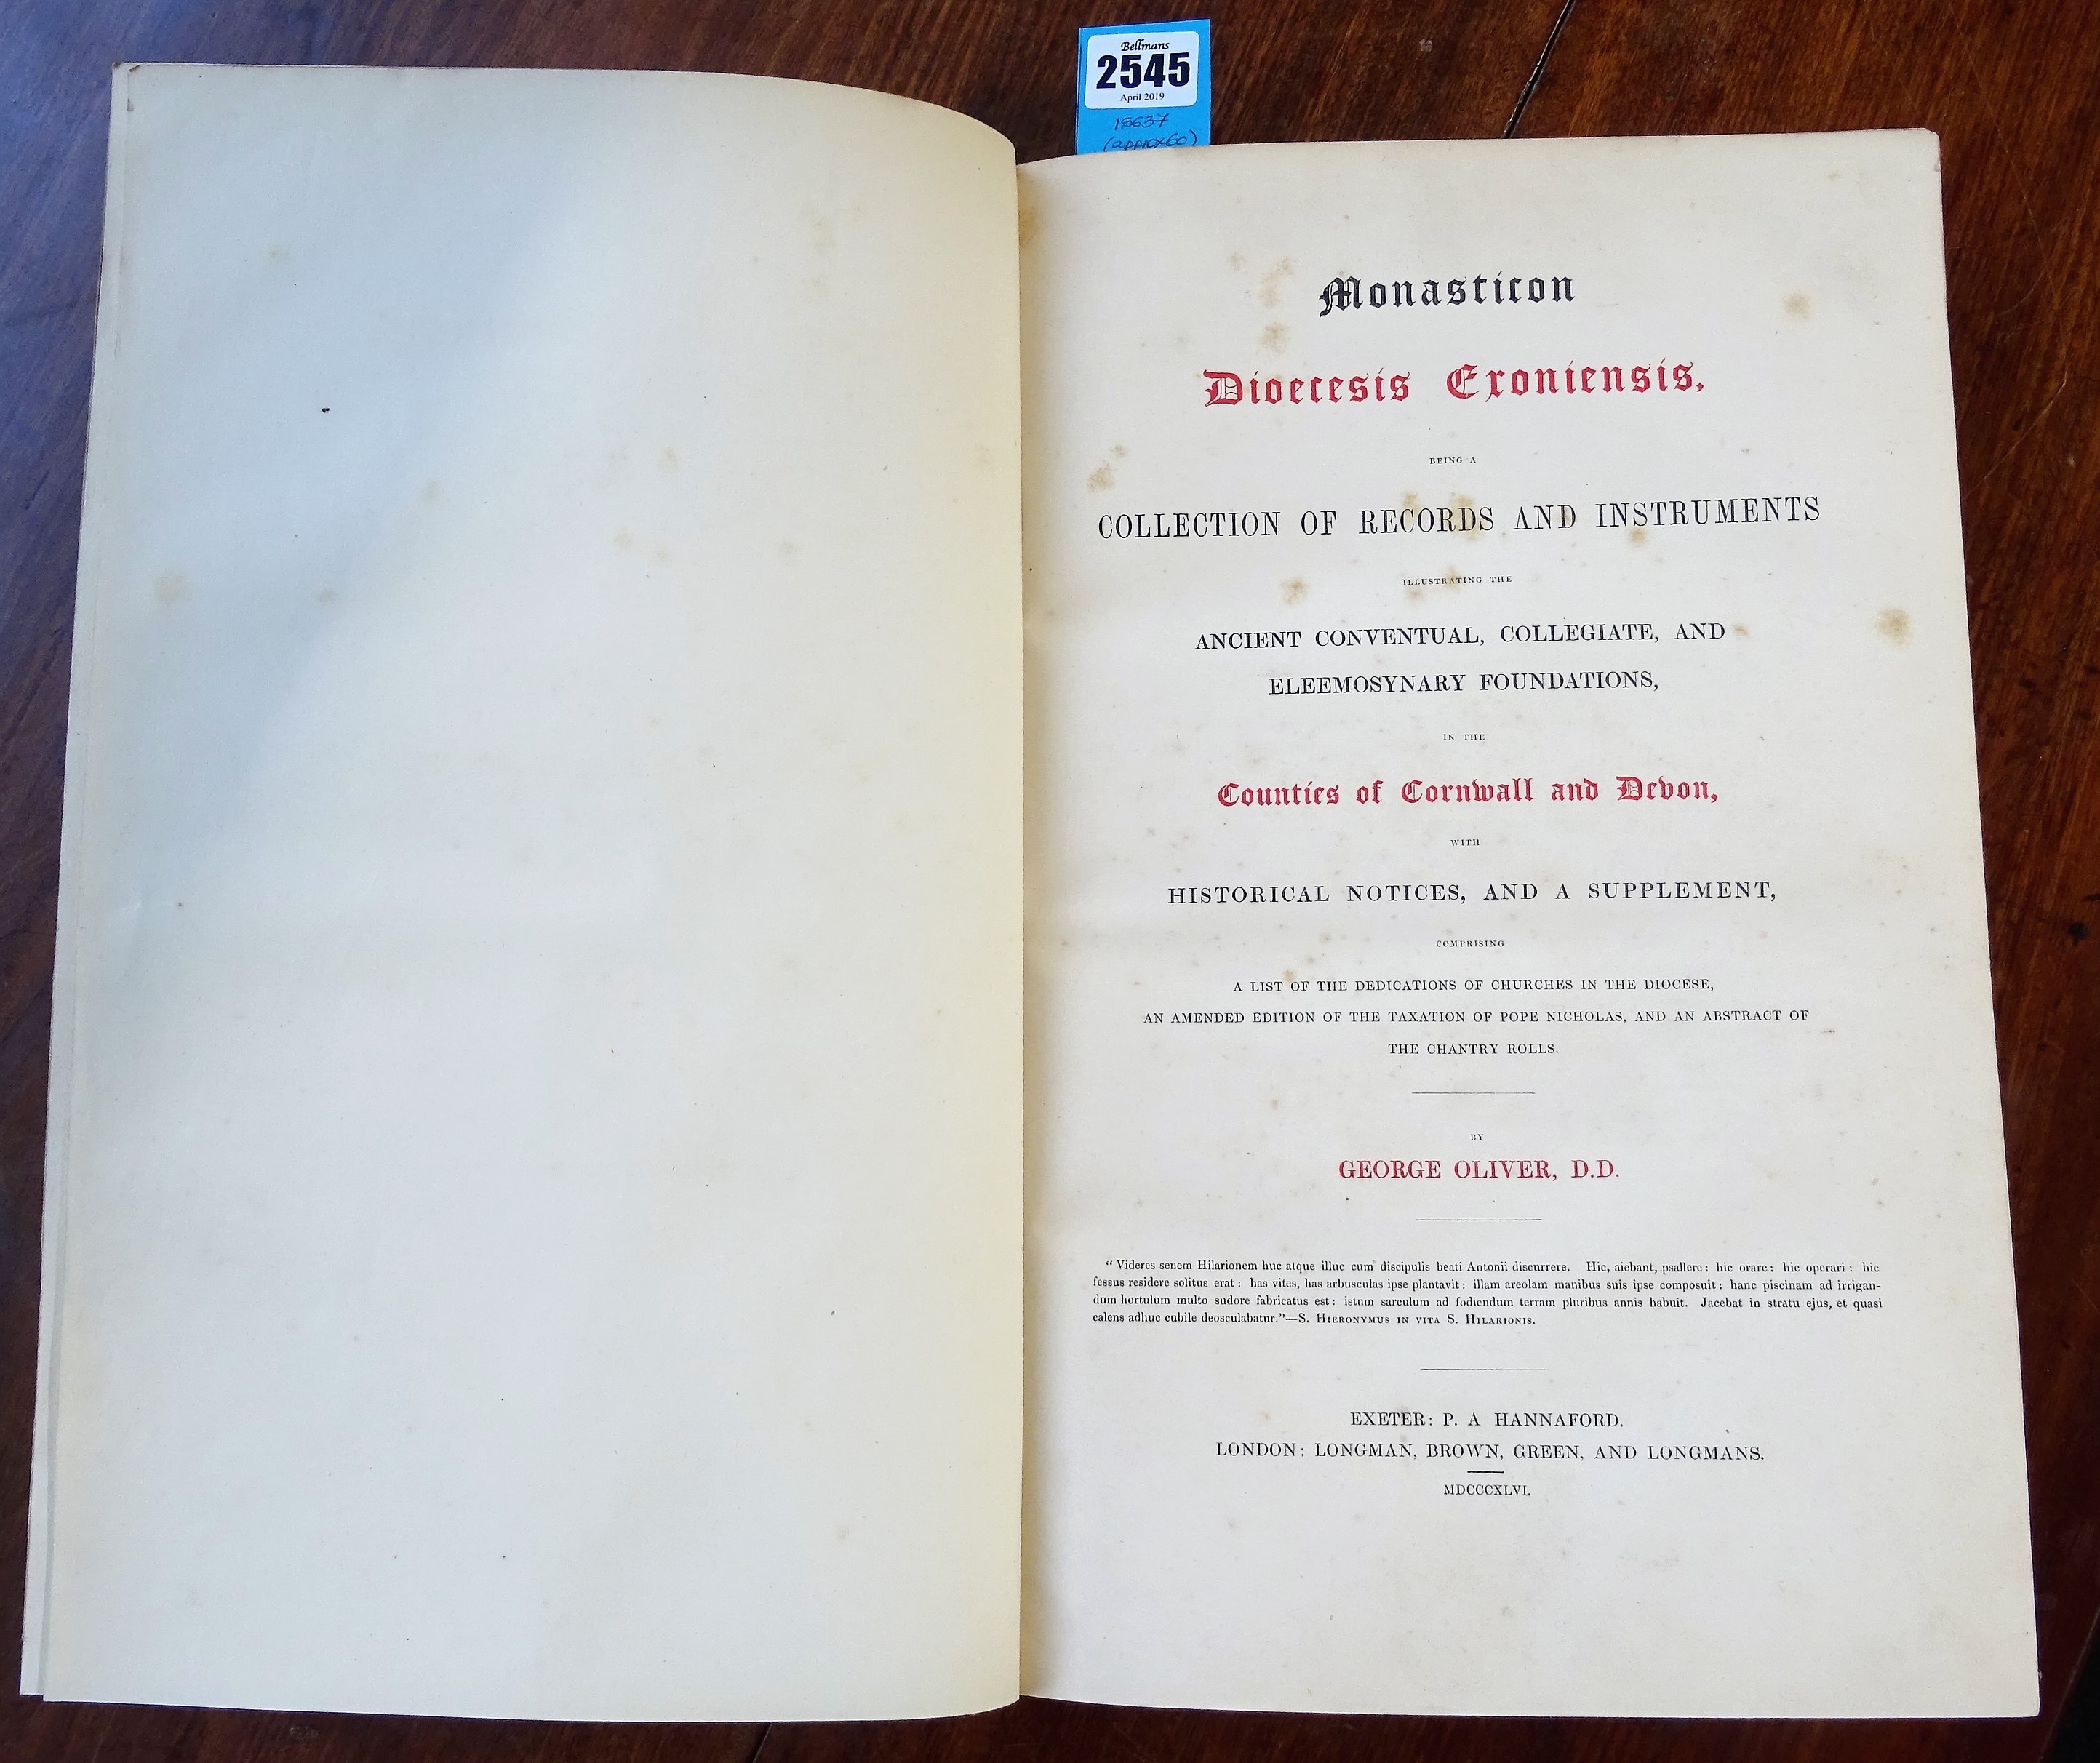 Bellmans
2545
April 2019
(approx 60)
Monasticon
Dioecesis Exoniensis,
BEING A
COLLECTION OF RECORDS AND INSTRUMENTS
ILLUSTRATING THE
ANCIENT CONVENTUAL, COLLEGIATE, AND
ELEEMOSYNARY FOUNDATIONS,
IN THE
Counties of Cornwall and Devon,
WITH
HISTORICAL NOTICES, AND A SUPPLEMENT,
COMPRISING
A LIST OF THE DEDICATIONS OF CHURCHES IN THE DIOCESE,
AN AMENDED EDITION OF THE TAXATION OF POPE NICHOLAS, AND AN ABSTRACT OF
THE CHANTRY ROLLS.
BY
GEORGE OLIVER, D.D.
“ Videres senem Hilarionem huc atque illuc cum discipulis beati Antonii discurrere. Hic, aiebant, psallere: hic orare: hic operari: hic
fessus residere solitus erat: has vites, has arbusculas ipse plantavit: illam areolam manibus suis ipse composuit: hanc piscinam ad irrigan-
dum hortulum multo sudore fabricatus est: istum sarculum ad fodiendum terram pluribus annis habuit. Jacebat in stratu ejus, et quasi
calens adhuc cubile deosculabatur.”—S. HIERONYMUS IN VITA S. HILARIONIS.
EXETER: P. A HANNAFORD.
LONDON: LONGMAN, BROWN, GREEN, AND LONGMANS.
MDCCCXLVI.